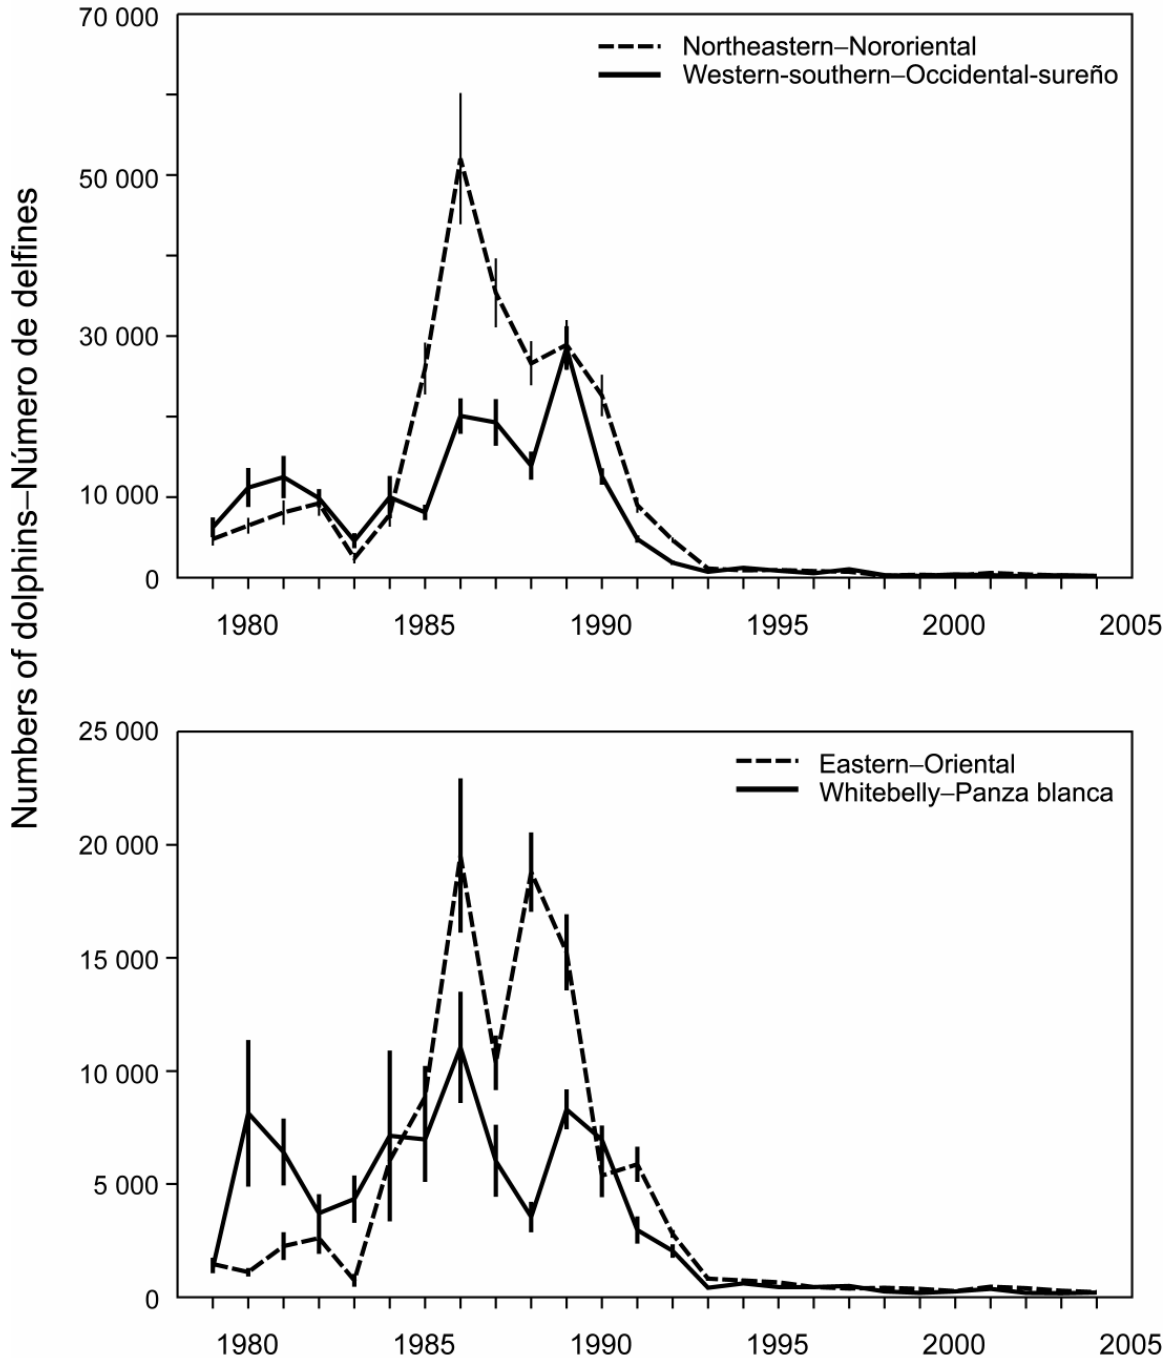 Numbers of dolphins–Número de delfines
70 000
50 000
30 000
10 000
0
Northeastern–Nororiental
Western-southern–Occidental-sureño
1980 1985 1990 1995 2000 2005
25 000
20 000
15 000
10 000
5 000
0
Eastern–Oriental
Whitebelly–Panza blanca
1980 1985 1990 1995 2000 2005